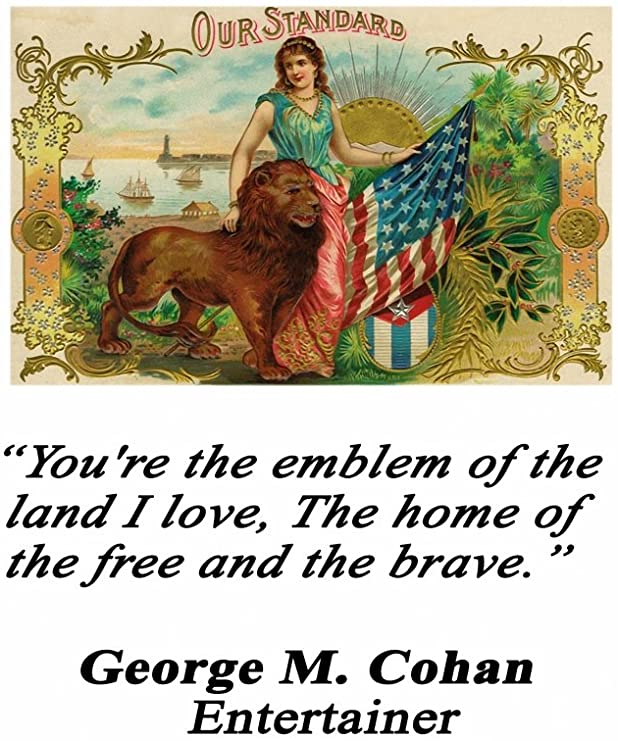 OUR STANDARD
“You're the emblem of the
land I love, The home of
the free and the brave.”
George M. Cohan
Entertainer